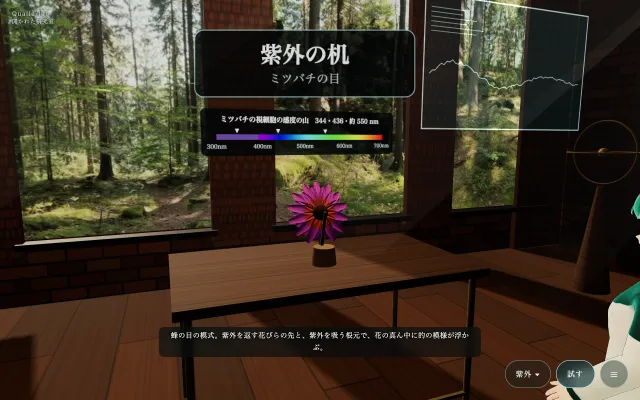 紫外の机
ミツバチの目
ミツバチの視細胞の感度の山 344・436・約 550 nm
300nm 400nm 500nm 600nm 700nm
蜂の目の模式。紫外を返す花びらの先と、紫外を吸う根元で、花の真ん中に的の模様が浮か
ぶ。
紫外
試す